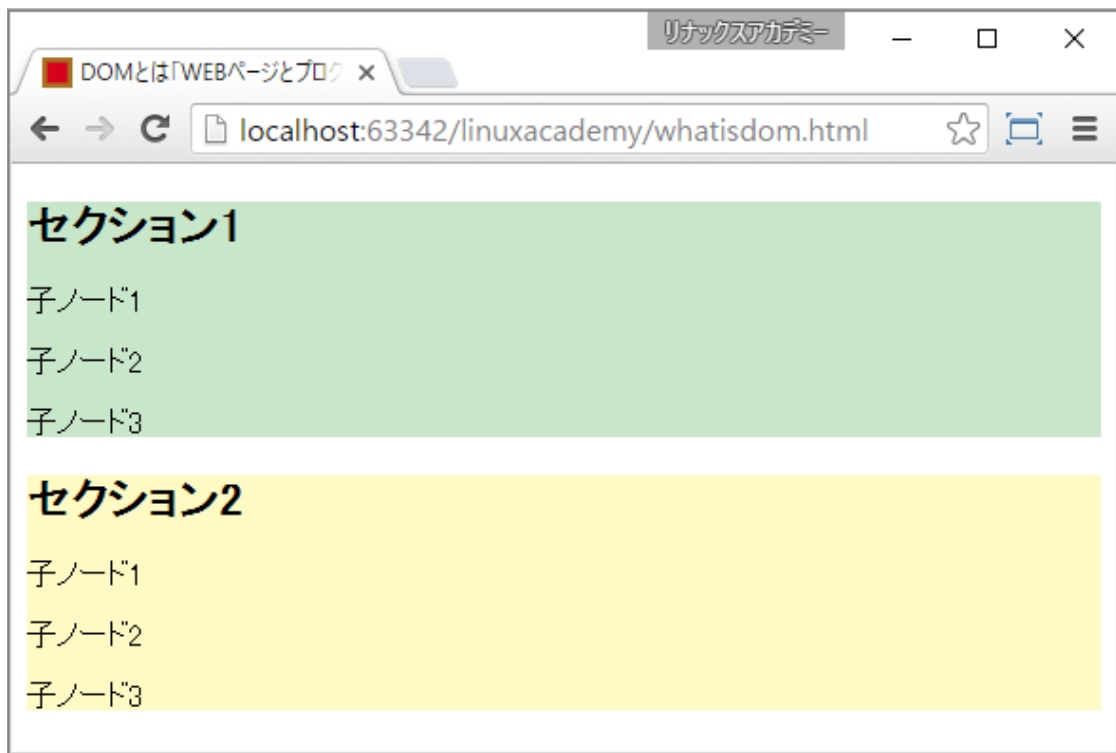 リナックスアカデミー
DOMとは「WEBページとプログ
localhost:63342/linuxacademy/whatisdom.html
セクション1
子ノード1
子ノード2
子ノード3
セクション2
子ノード1
子ノード2
子ノード3